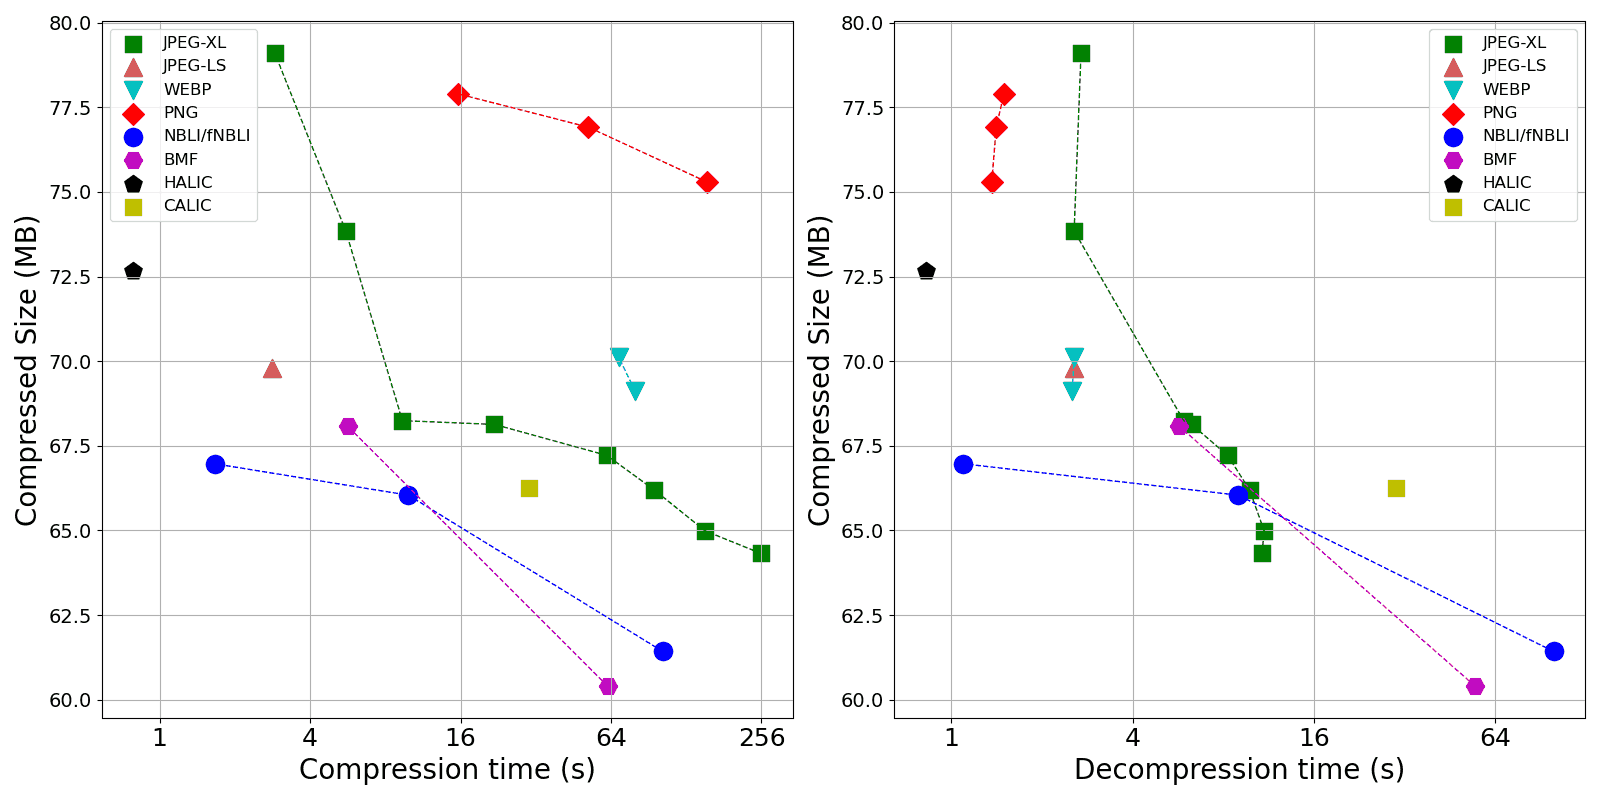 80.0
77.5
75.0
72.5
70.0
67.5
65.0
62.5
60.0
Compressed Size (MB)
JPEG-XL
JPEG-LS
WEBP
PNG
NBLI/fNBLI
BMF
HALIC
CALIC
1 4 16 64 256
Compression time (s)
80.0
77.5
75.0
72.5
70.0
67.5
65.0
62.5
60.0
Compressed Size (MB)
JPEG-XL
JPEG-LS
WEBP
PNG
NBLI/fNBLI
BMF
HALIC
CALIC
1 4 16 64
Decompression time (s)